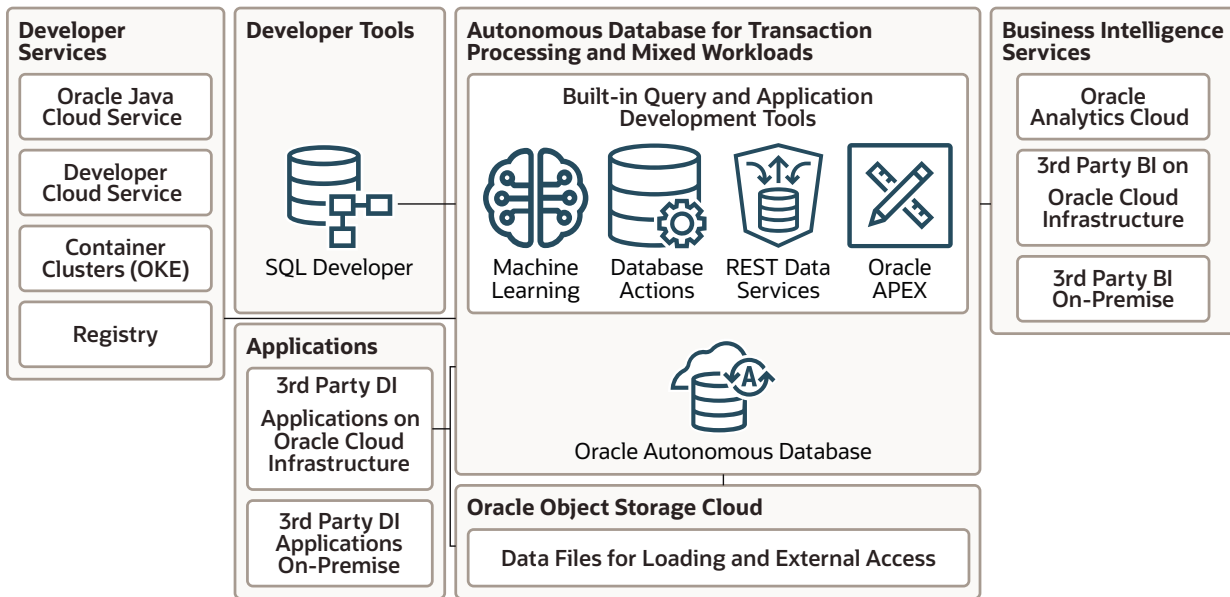 Developer
Services
Oracle Java
Cloud Service
Developer
Cloud Service
Container
Clusters (OKE)
Registry
Developer Tools
SQL Developer
Applications
3rd Party DI
Applications on
Oracle Cloud
Infrastructure
3rd Party DI
Applications
On-Premise
Autonomous Database for Transaction
Processing and Mixed Workloads
Built-in Query and Application
Development Tools
Machine
Learning
Database
Actions
REST Data
Services
Oracle
APEX
A
Oracle Autonomous Database
Oracle Object Storage Cloud
Data Files for Loading and External Access
Business Intelligence
Services
Oracle
Analytics Cloud
3rd Party BI on
Oracle Cloud
Infrastructure
3rd Party BI
On-Premise